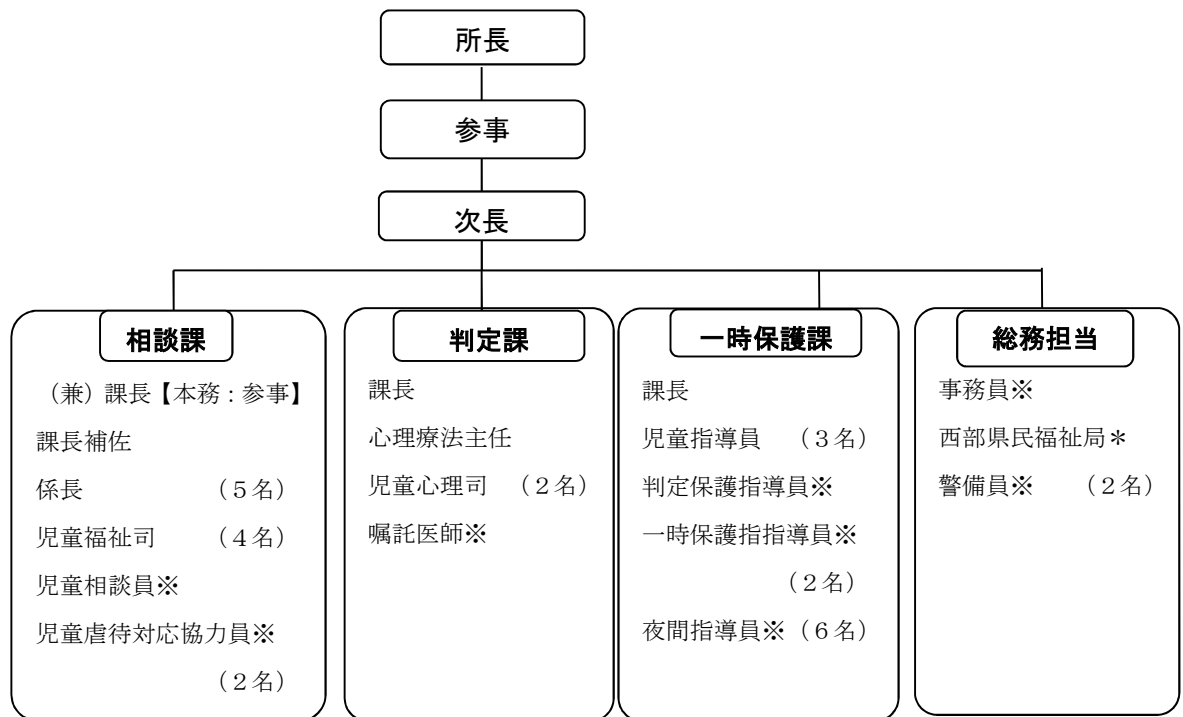 所長
参事
次長
相談課
（兼）課長【本務：参事】
課長補佐
係長　　　　　（５名）
児童福祉司　　（４名）
児童相談員※
児童虐待対応協力員※
（２名）
判定課
課長
心理療法主任
児童心理司　（２名）
嘱託医師※
一時保護課
課長
児童指導員　（３名）
判定保護指導員※
一時保護指指導員※
（２名）
夜間指導員※（６名）
総務担当
事務員※
西部県民福祉局＊
警備員※　　（２名）